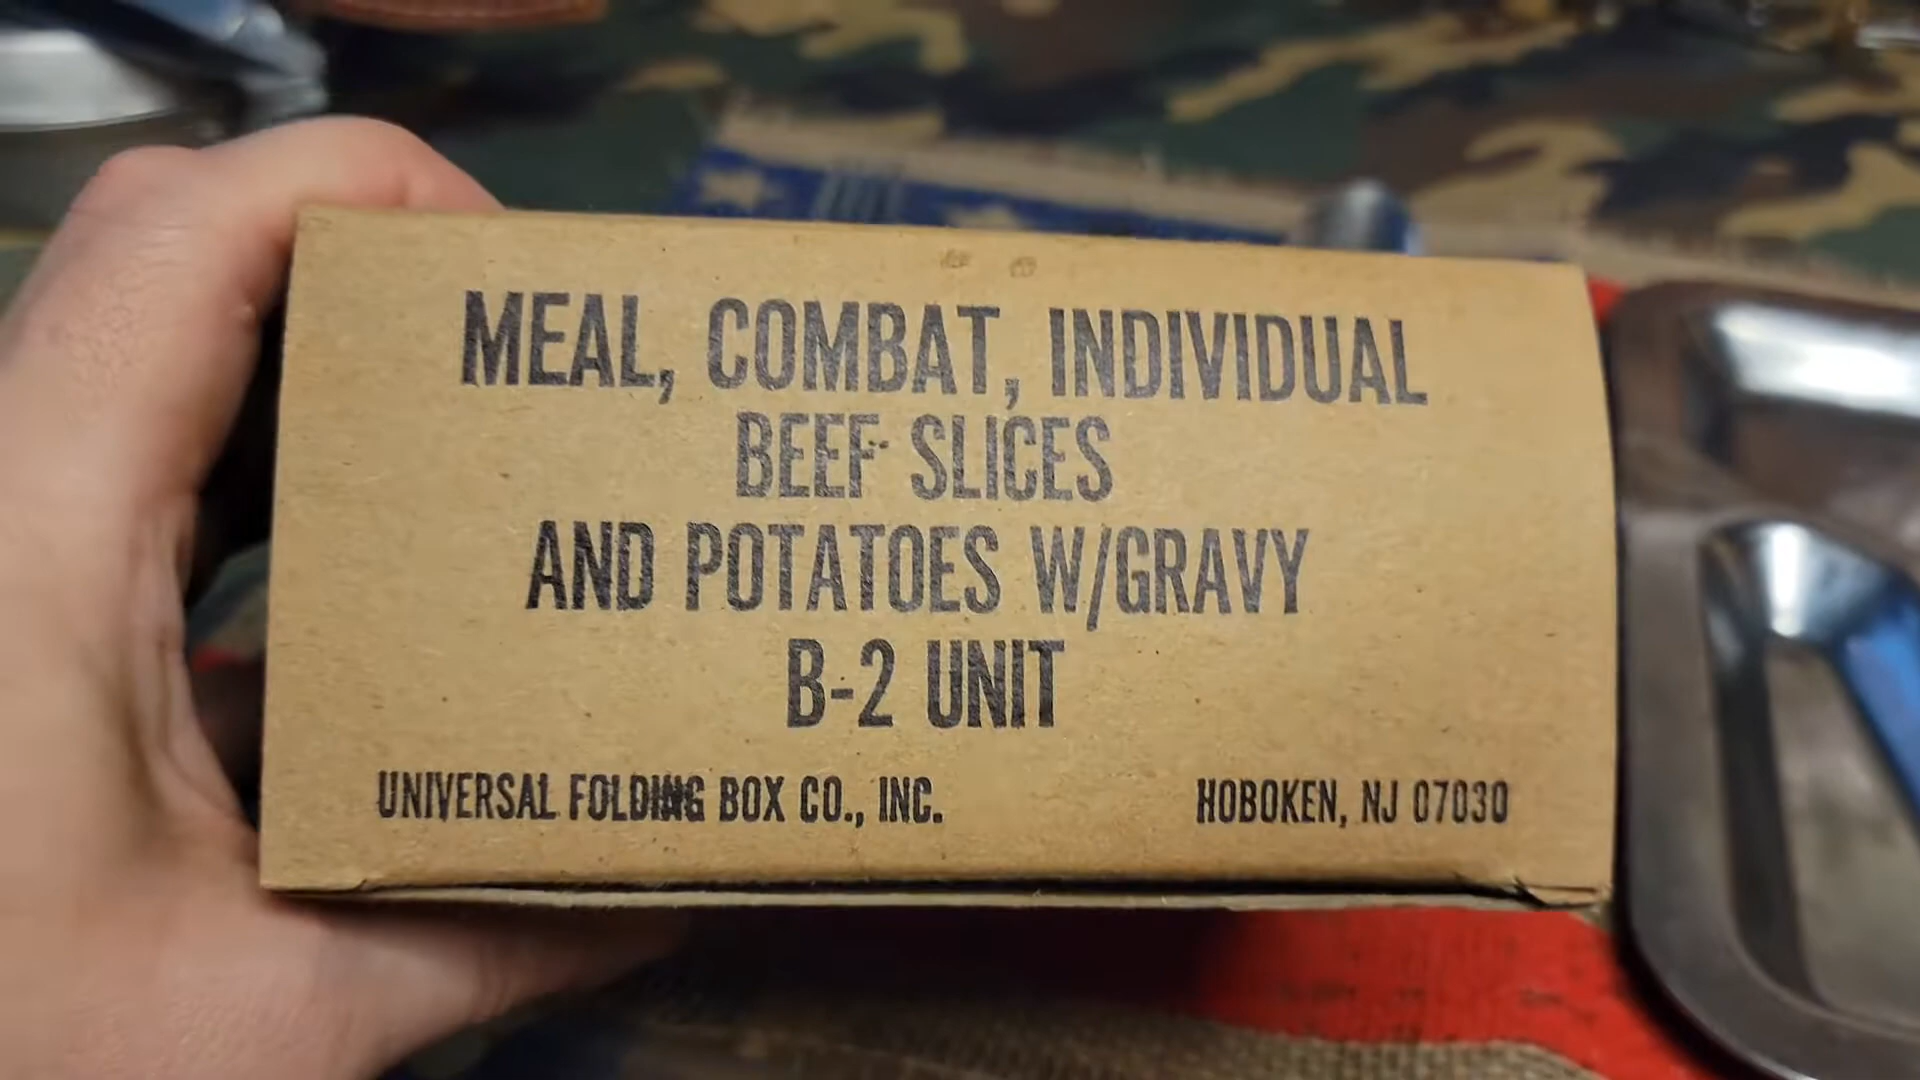 MEAL, COMBAT, INDIVIDUAL
BEEF SLICES
AND POTATOES W/GRAVY
B-2 UNIT
UNIVERSAL FOLDING BOX CO., INC. HOBOKEN, NJ 07030